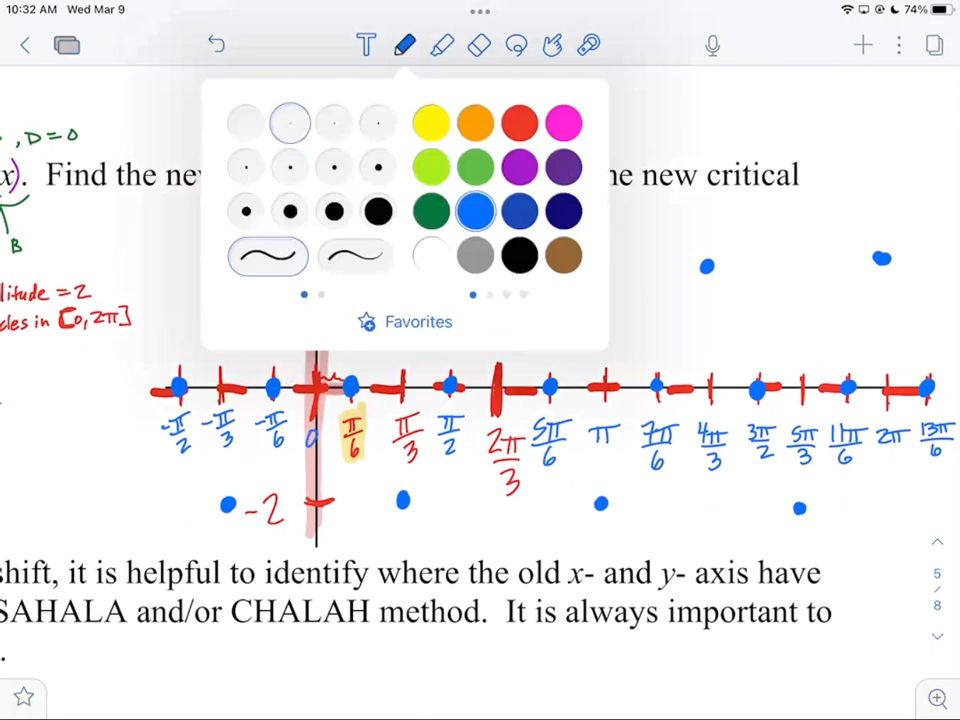 10:32 AM Wed Mar 9
74%
T
, D=0
x). Find the ne
he new critical
B
litude = 2
cles in [0, 2π]
Favorites
-π/2 -π/3 -π/6 0 π/6 π/3 π/2 2π/3 5π/6 π 7π/6 4π/3 3π/2 5π/3 11π/6 2π 13π/6
-2
shift, it is helpful to identify where the old x- and y- axis have
SAHALA and/or CHALAH method. It is always important to
.
5
/
8